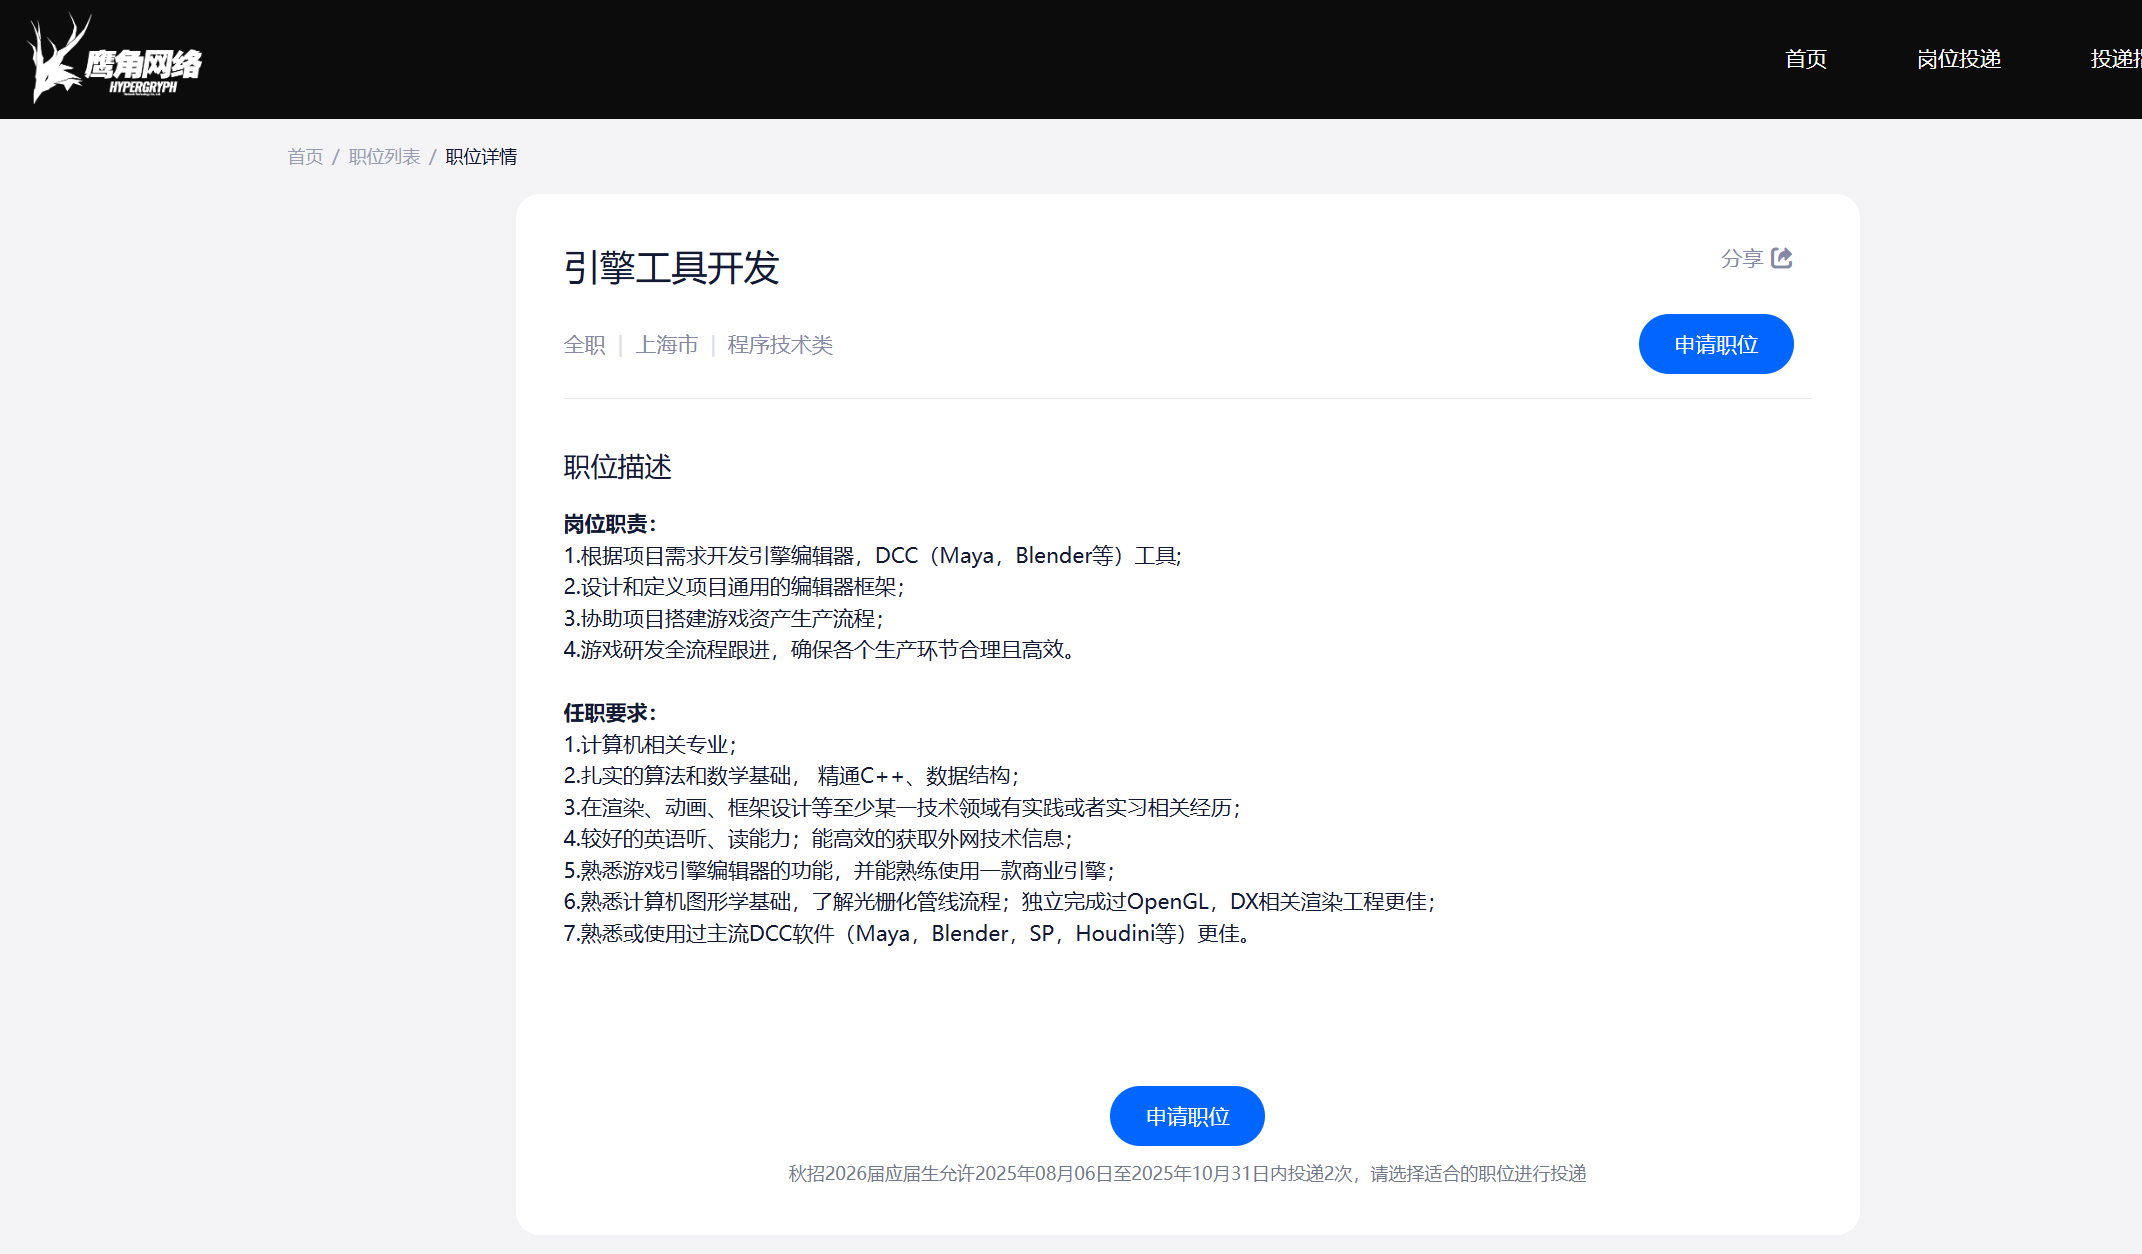 鹰角网络
HYPERGRYPH
首页 岗位投递 投递
首页 / 职位列表 / 职位详情
引擎工具开发
分享
全职 | 上海市 | 程序技术类
申请职位
职位描述
岗位职责：
1.根据项目需求开发引擎编辑器，DCC（Maya，Blender等）工具;
2.设计和定义项目通用的编辑器框架；
3.协助项目搭建游戏资产生产流程；
4.游戏研发全流程跟进，确保各个生产环节合理且高效。
任职要求：
1.计算机相关专业；
2.扎实的算法和数学基础， 精通C++、数据结构；
3.在渲染、动画、框架设计等至少某一技术领域有实践或者实习相关经历；
4.较好的英语听、读能力；能高效的获取外网技术信息；
5.熟悉游戏引擎编辑器的功能，并能熟练使用一款商业引擎；
6.熟悉计算机图形学基础，了解光栅化管线流程；独立完成过OpenGL，DX相关渲染工程更佳；
7.熟悉或使用过主流DCC软件（Maya，Blender，SP，Houdini等）更佳。
申请职位
秋招2026届应届生允许2025年08月06日至2025年10月31日内投递2次，请选择适合的职位进行投递